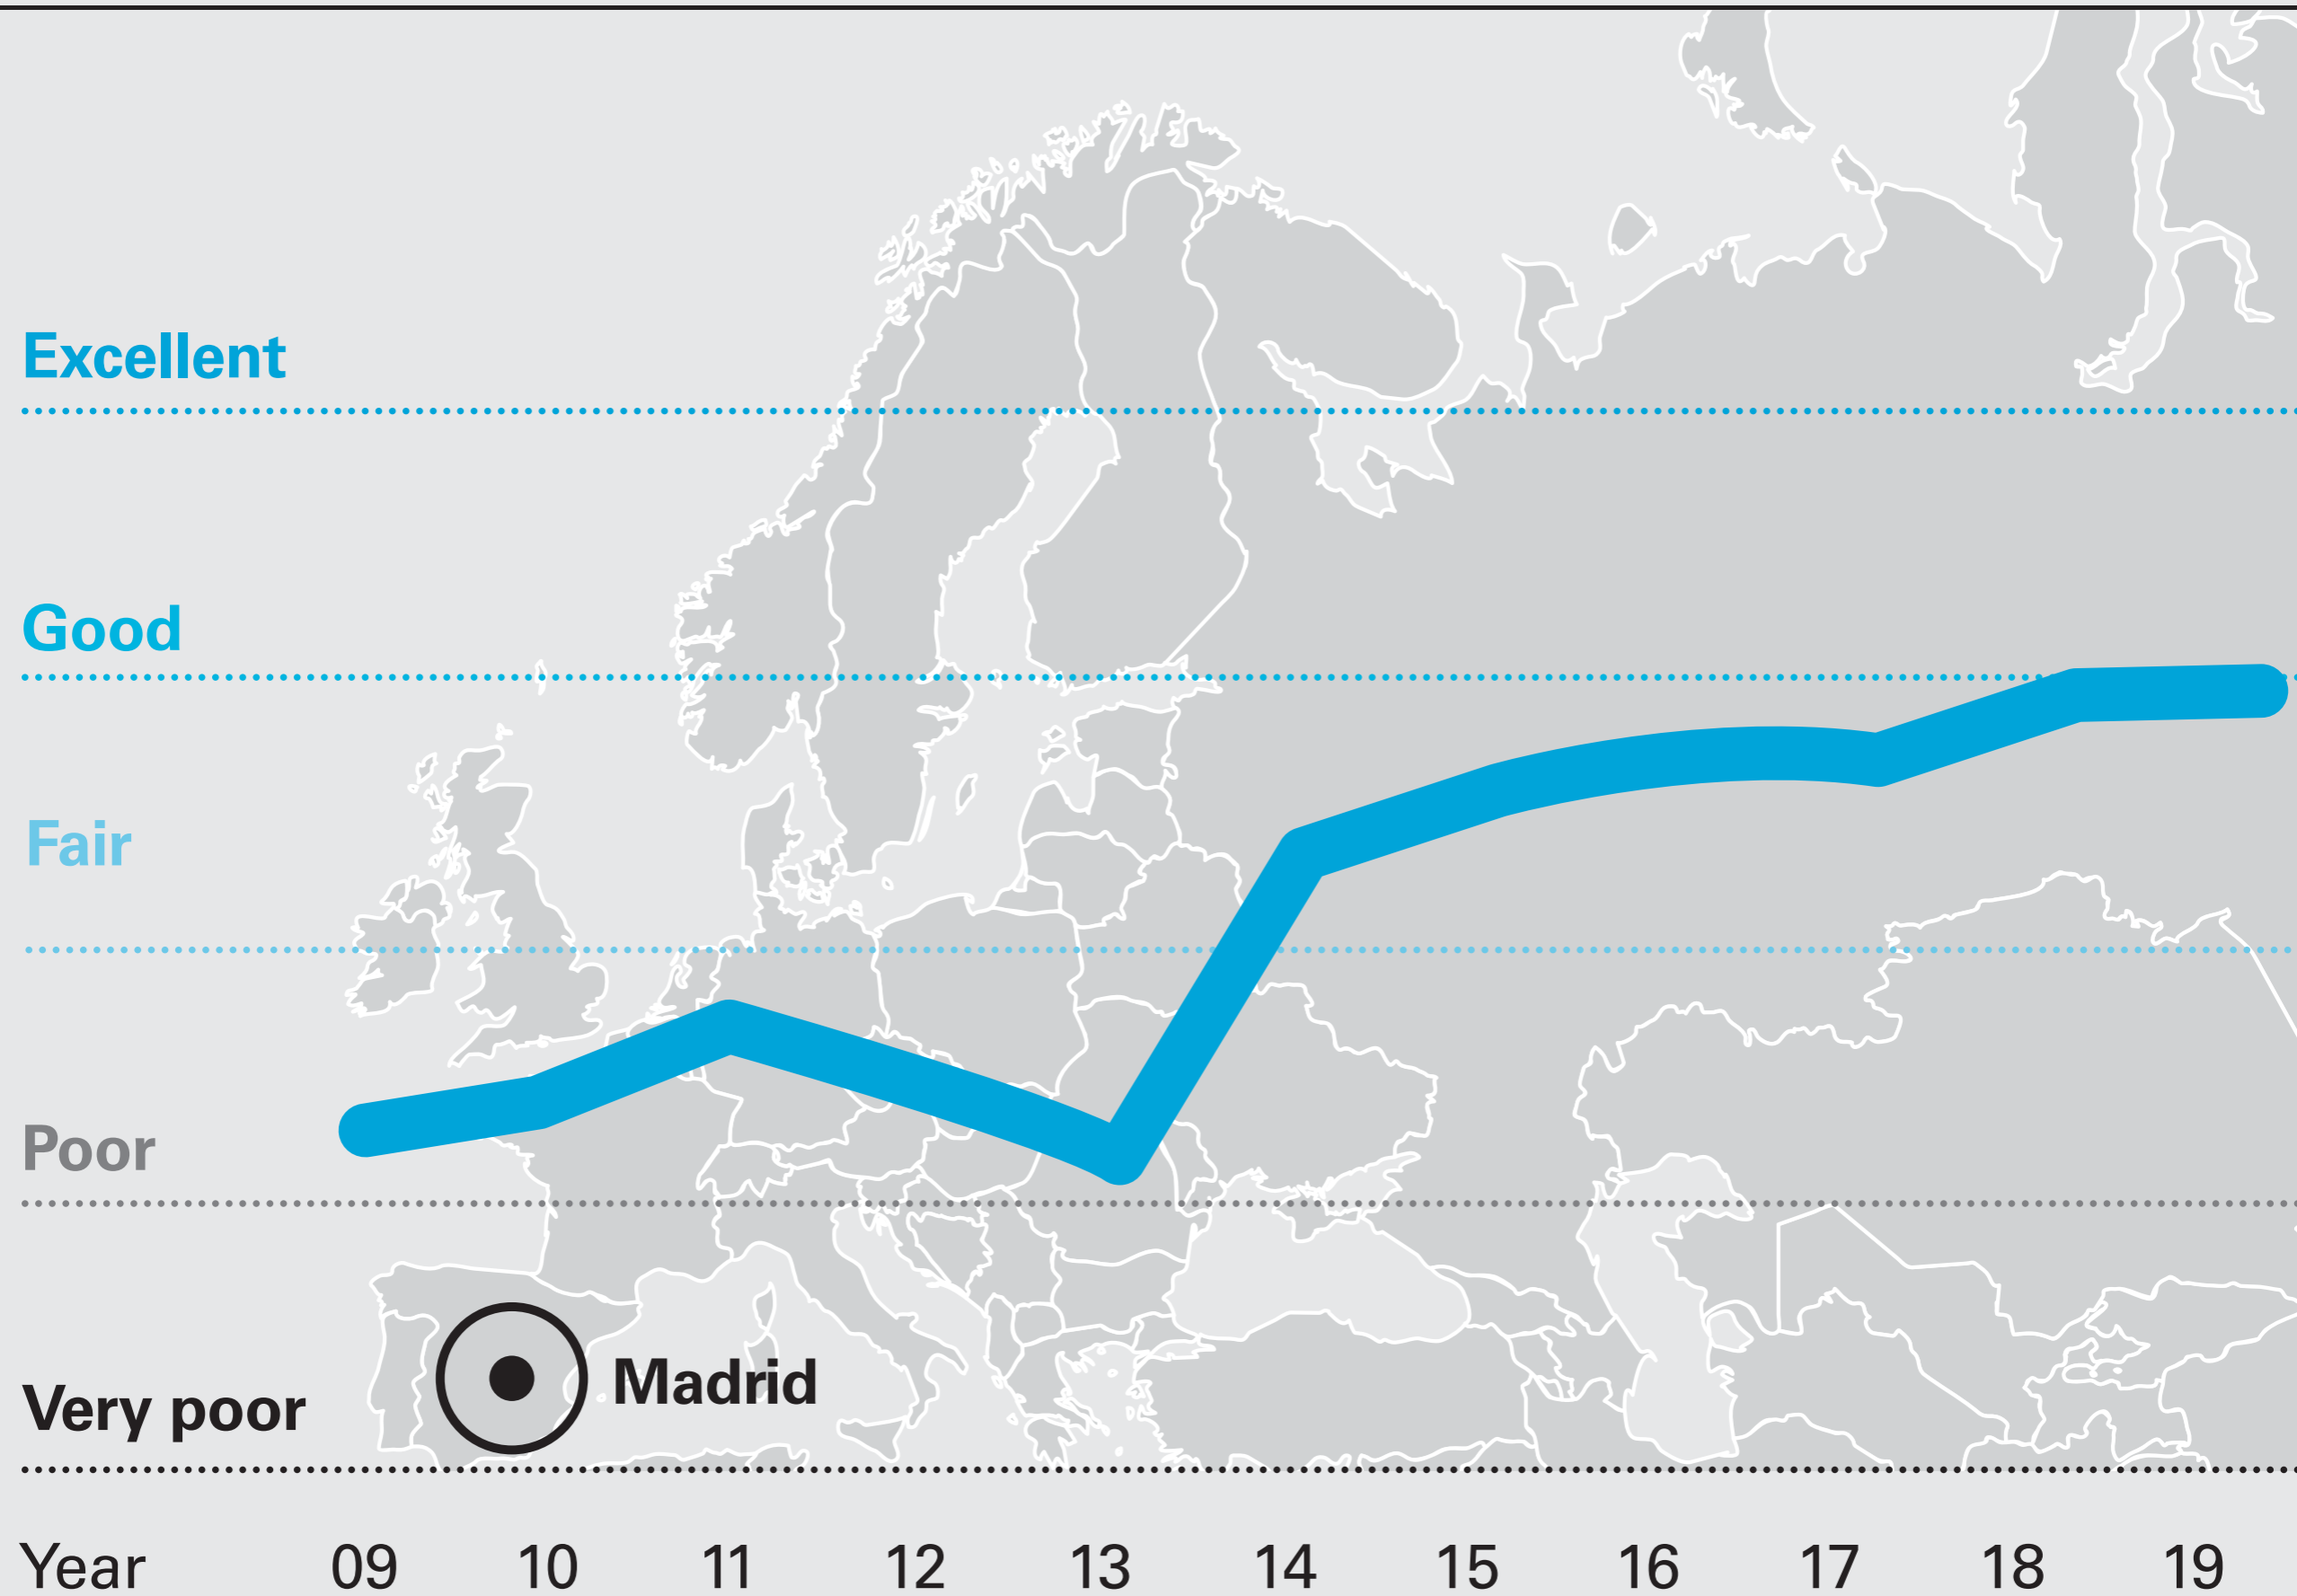 Excellent
Good
Fair
Poor
Madrid
Very poor
Year 09 10 11 12 13 14 15 16 17 18 19